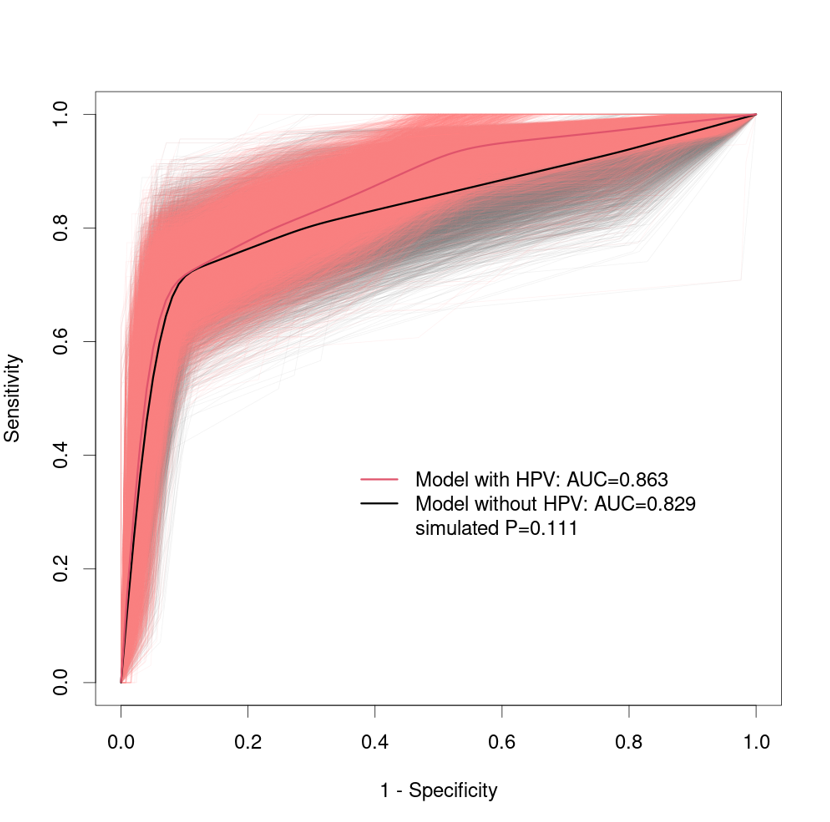 1.0
0.8
0.6
0.4
0.2
0.0
Sensitivity
Model with HPV: AUC=0.863
Model without HPV: AUC=0.829
simulated P=0.111
0.0 0.2 0.4 0.6 0.8 1.0
1 - Specificity